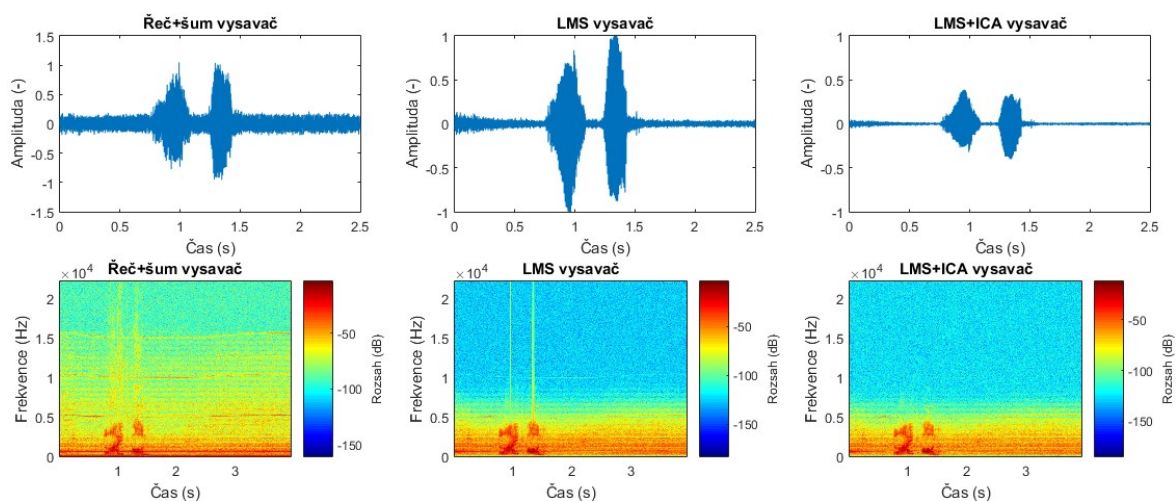 Řeč+šum vysavač
1.5
1
0.5
0
-0.5
-1
-1.5
Amplituda (-)
0 0.5 1 1.5 2 2.5
Čas (s)
LMS vysavač
1
0.5
0
-0.5
-1
Amplituda (-)
0 0.5 1 1.5 2 2.5
Čas (s)
LMS+ICA vysavač
1
0.5
0
-0.5
-1
Amplituda (-)
0 0.5 1 1.5 2 2.5
Čas (s)
× 10⁴ Řeč+šum vysavač
2
1.5
1
0.5
0
Frekvence (Hz)
1 2 3
Čas (s)
-50
-100
-150
Rozsah (dB)
× 10⁴ LMS vysavač
2
1.5
1
0.5
0
Frekvence (Hz)
1 2 3
Čas (s)
-50
-100
-150
Rozsah (dB)
× 10⁴ LMS+ICA vysavač
2
1.5
1
0.5
0
Frekvence (Hz)
1 2 3
Čas (s)
-50
-100
-150
Rozsah (dB)